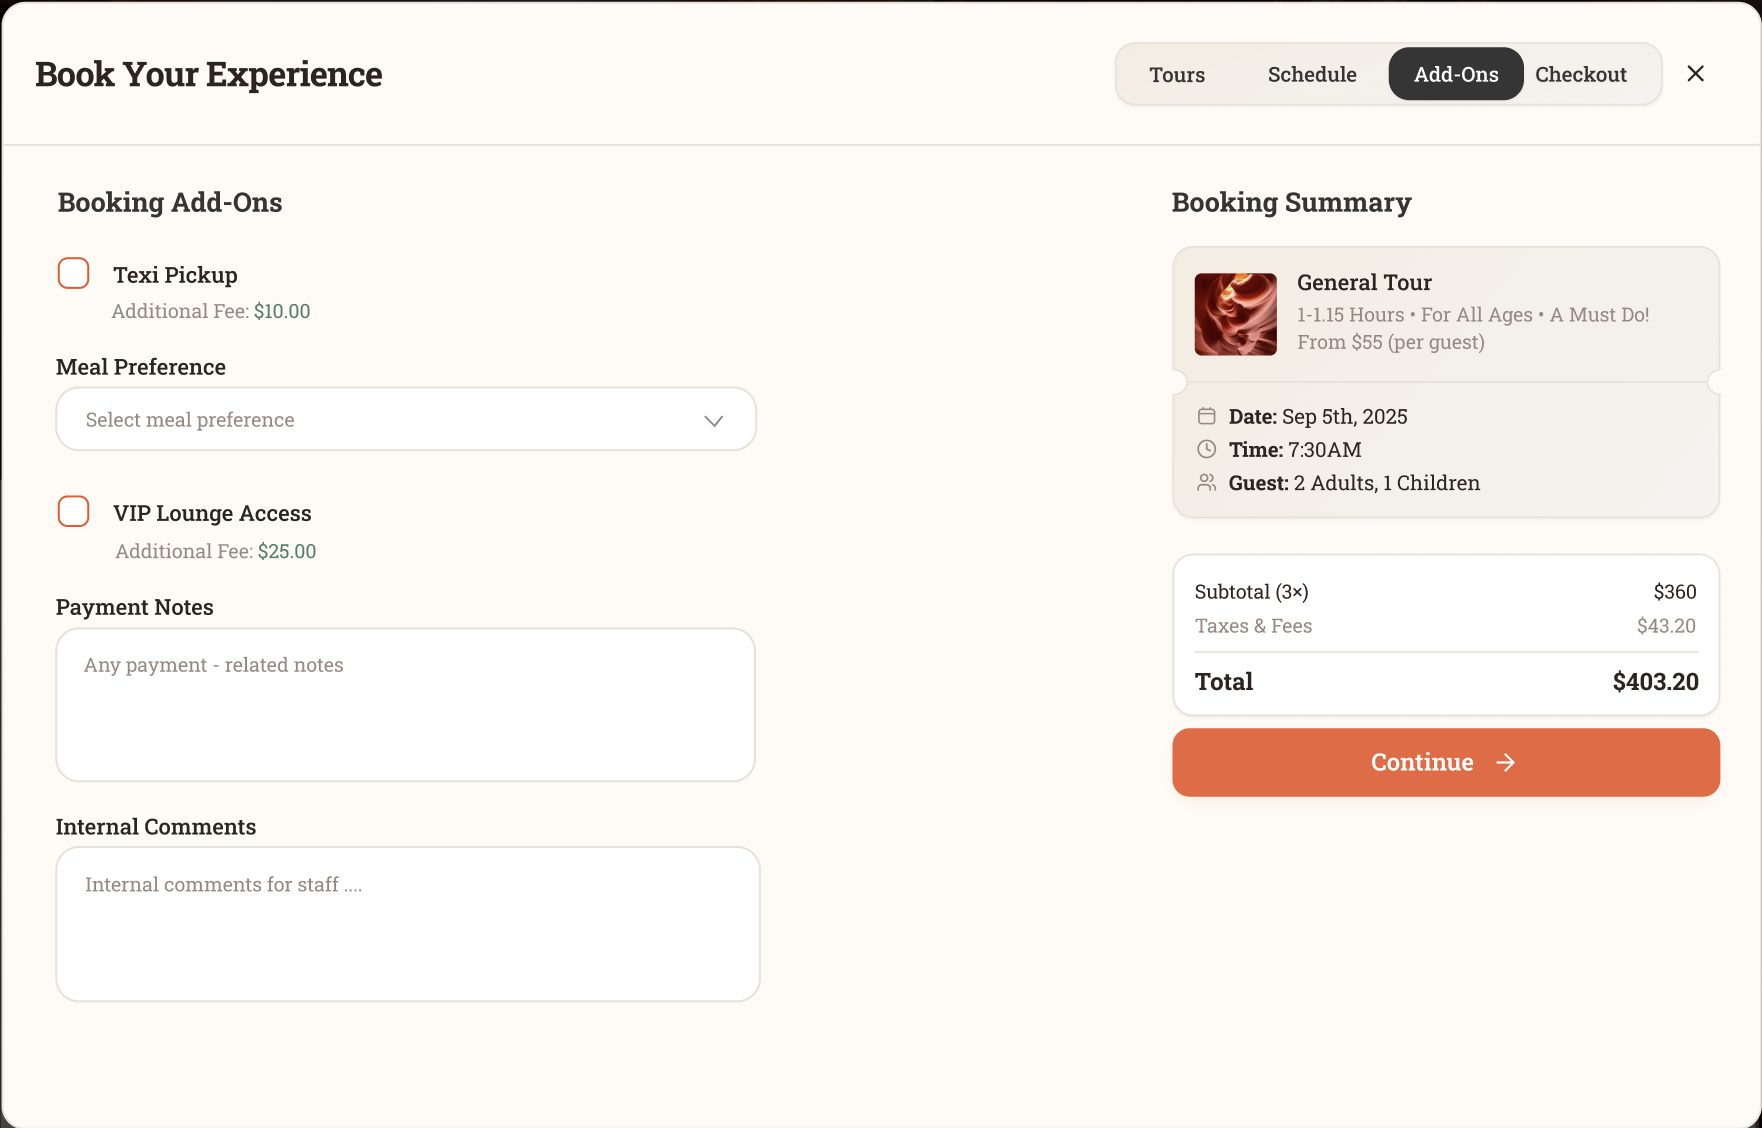 Book Your Experience
Tours Schedule Add-Ons Checkout
Booking Add-Ons
Texi Pickup
Additional Fee: $10.00
Meal Preference
Select meal preference
VIP Lounge Access
Additional Fee: $25.00
Payment Notes
Any payment - related notes
Internal Comments
Internal comments for staff ....
Booking Summary
General Tour
1-1.15 Hours • For All Ages • A Must Do!
From $55 (per guest)
Date: Sep 5th, 2025
Time: 7:30AM
Guest: 2 Adults, 1 Children
Subtotal (3×) $360
Taxes & Fees $43.20
Total $403.20
Continue →